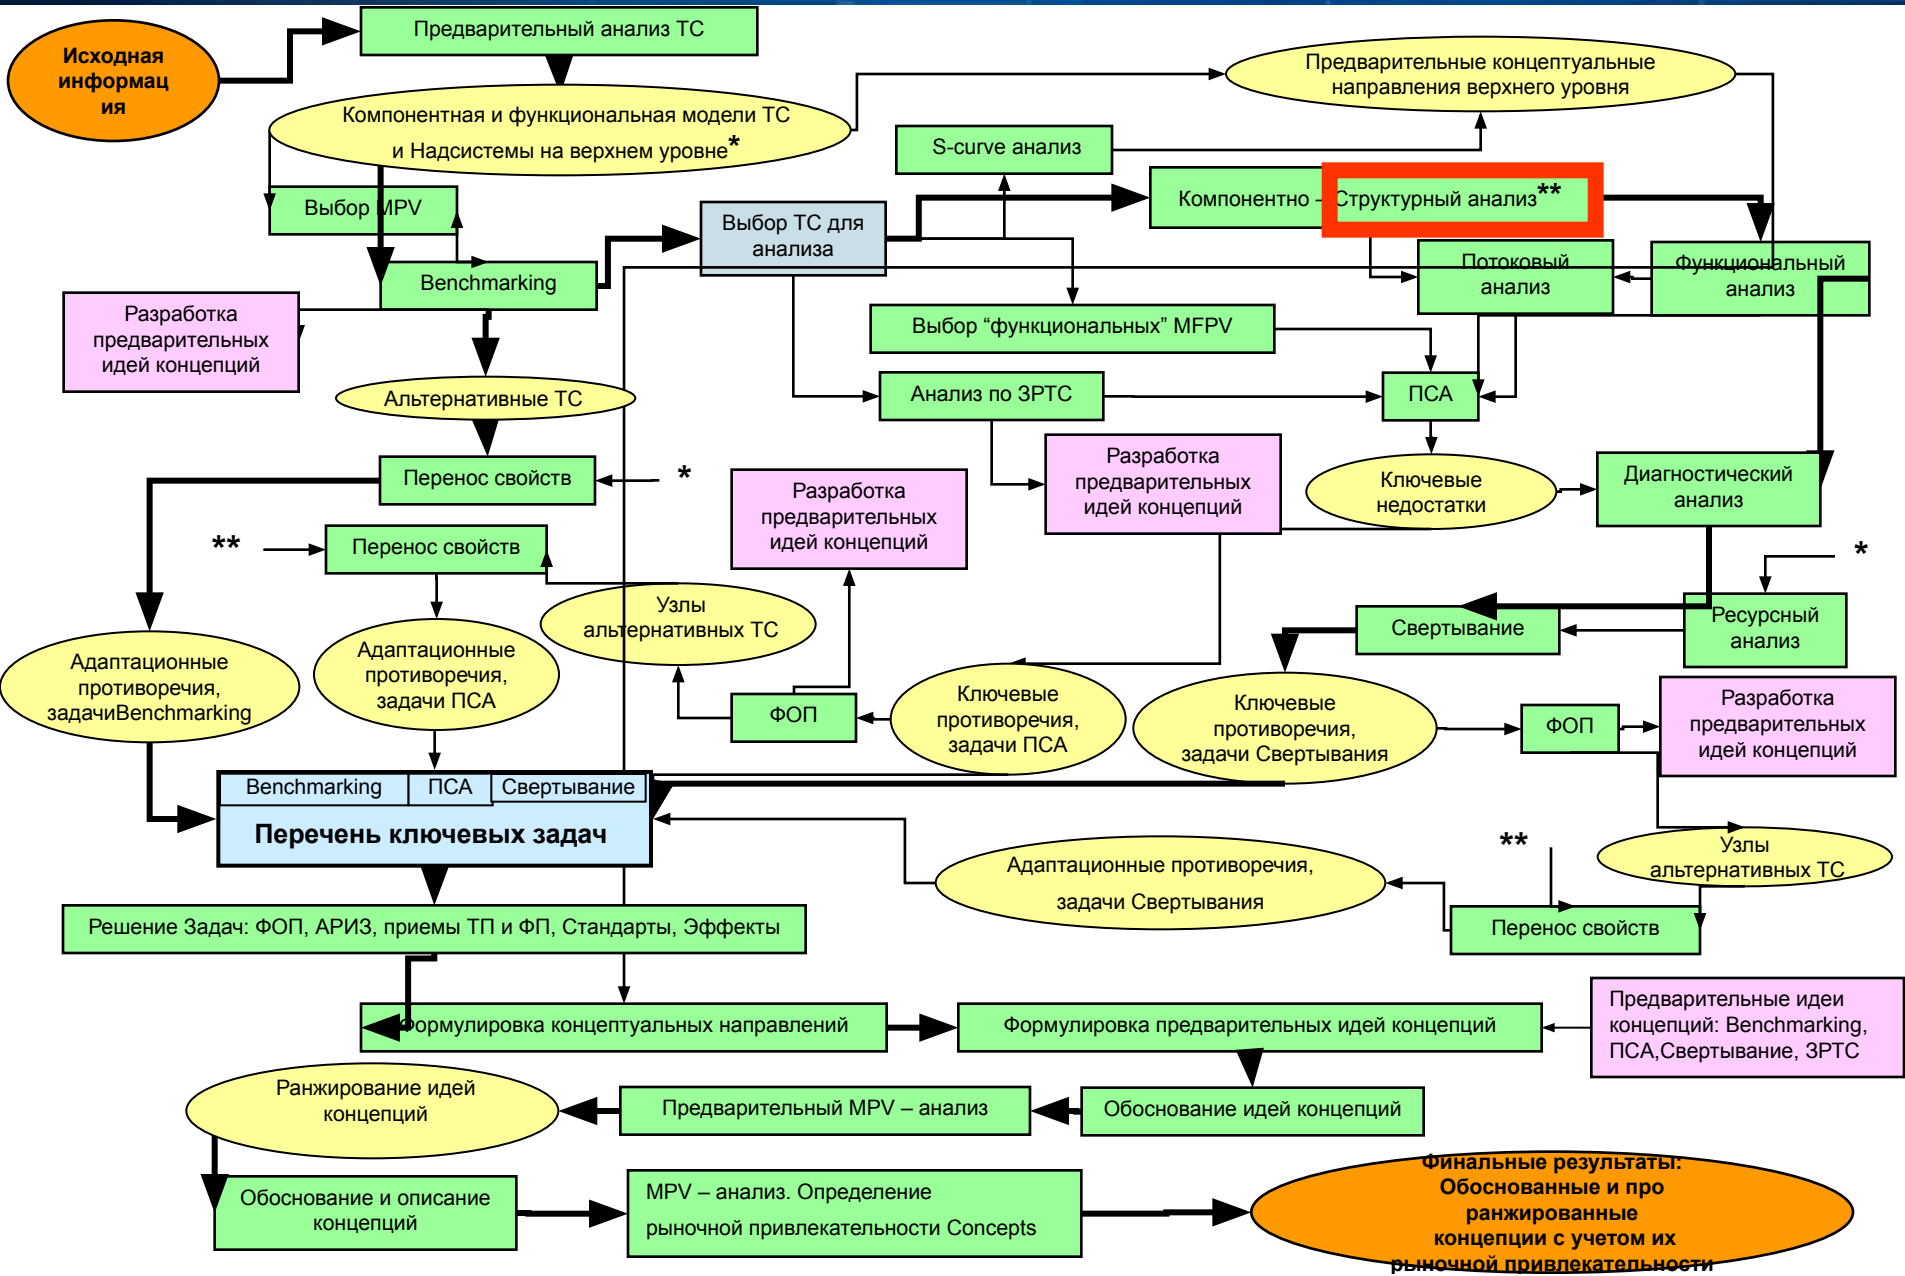 Исходная
информац
ия
Предварительный анализ ТС
Предварительные концептуальные
направления верхнего уровня
Компонентная и функциональная модели ТС
и Надсистемы на верхнем уровне*
S-curve анализ
Выбор MPV
Выбор ТС для
анализа
Компонентно – Структурный анализ**
Benchmarking
Потоковый
анализ
Функциональный
анализ
Разработка
предварительных
идей концепций
Выбор “функциональных” MFPV
Альтернативные ТС
Анализ по ЗРТС
ПСА
Перенос свойств
*
Разработка
предварительных
идей концепций
Разработка
предварительных
идей концепций
Ключевые
недостатки
Диагностический
анализ
**
Перенос свойств
*
Узлы
альтернативных ТС
Свертывание
Ресурсный
анализ
Адаптационные
противоречия,
задачиBenchmarking
Адаптационные
противоречия,
задачи ПСА
ФОП
Ключевые
противоречия,
задачи ПСА
Ключевые
противоречия,
задачи Свертывания
ФОП
Разработка
предварительных
идей концепций
Benchmarking
ПСА
Свертывание
Перечень ключевых задач
Адаптационные противоречия,
задачи Свертывания
**
Узлы
альтернативных ТС
Перенос свойств
Решение Задач: ФОП, АРИЗ, приемы ТП и ФП, Стандарты, Эффекты
Формулировка концептуальных направлений
Формулировка предварительных идей концепций
Предварительные идеи
концепций: Benchmarking,
ПСА,Свертывание, ЗРТС
Ранжирование идей
концепций
Предварительный MPV – анализ
Обоснование идей концепций
Обоснование и описание
концепций
MPV – анализ. Определение
рыночной привлекательности Concepts
Финальные результаты:
Обоснованные и про
ранжированные
концепции с учетом их
рыночной привлекательности